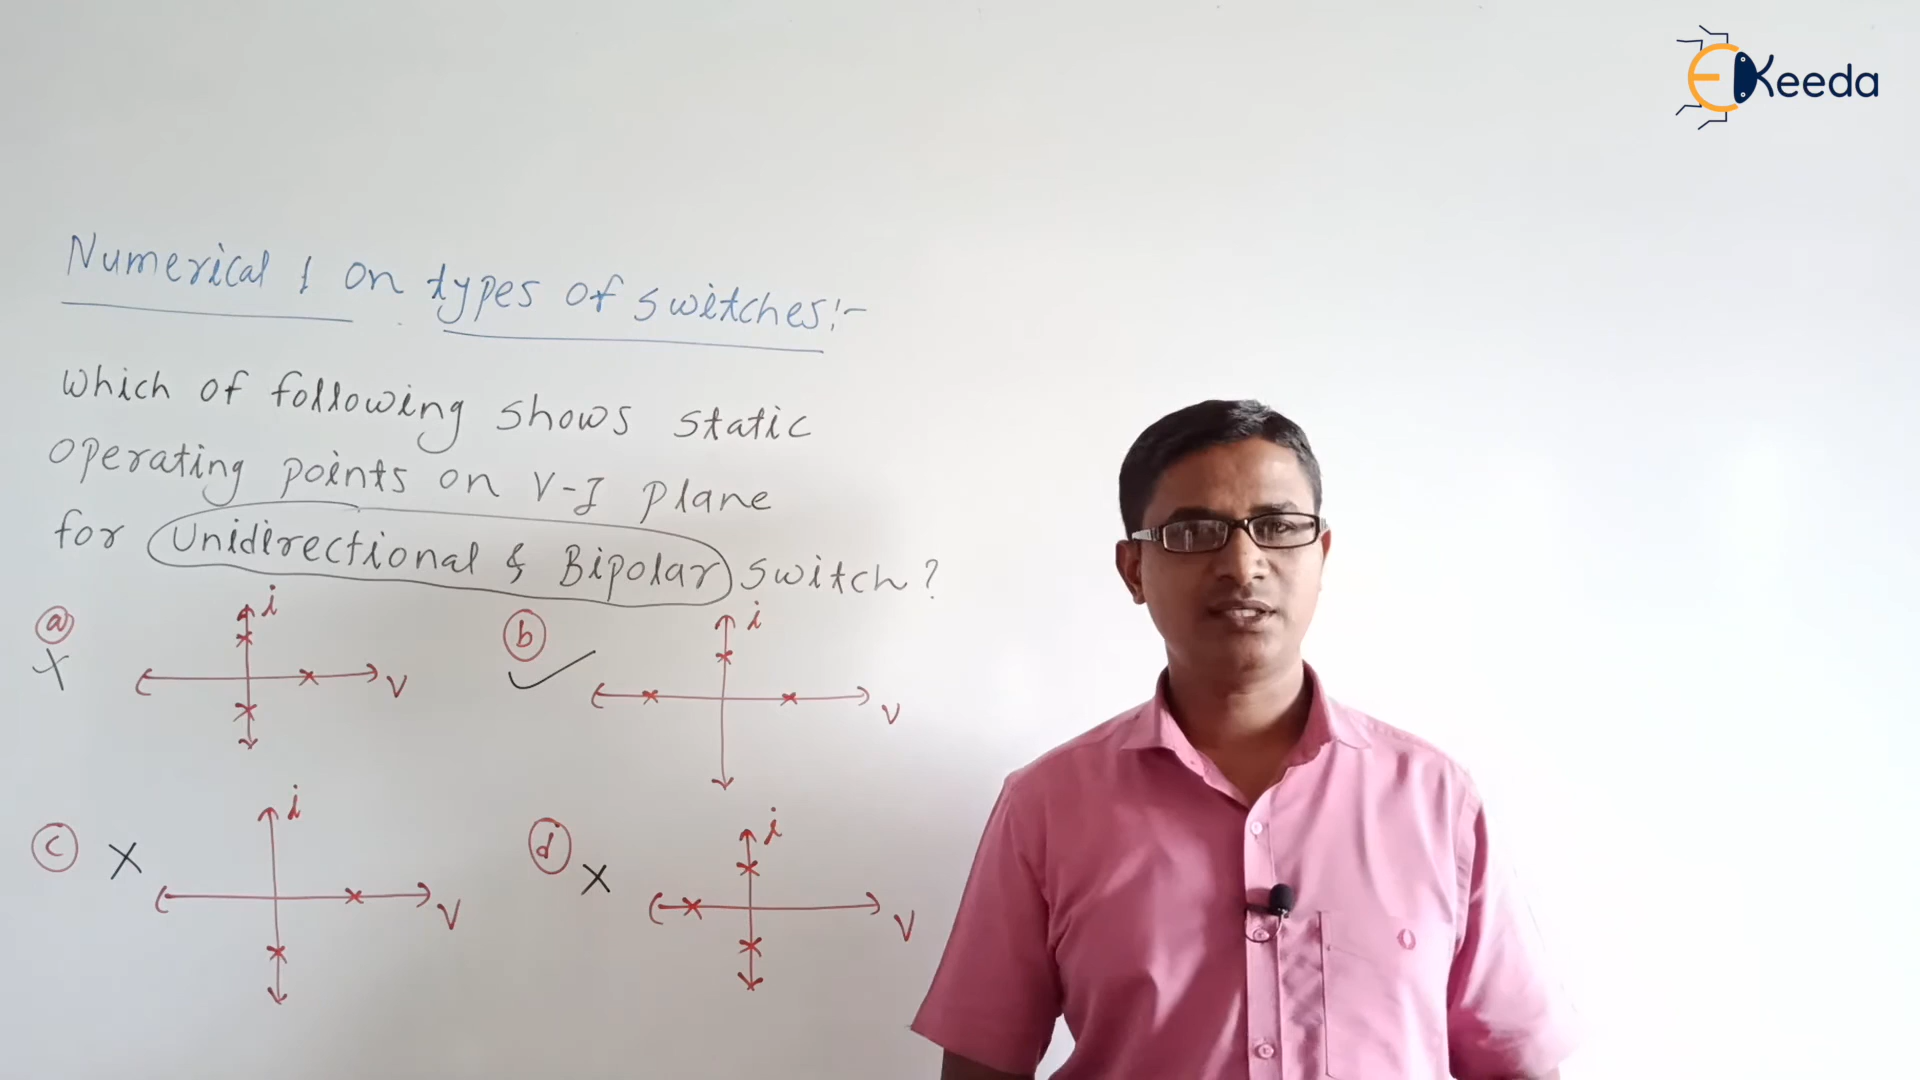 EKeeda
Numerical 1 on types of switches:-
Which of following shows static
operating points on V-I plane
for Unidirectional & Bipolar switch?
a i V
b i V
c i V
d i V